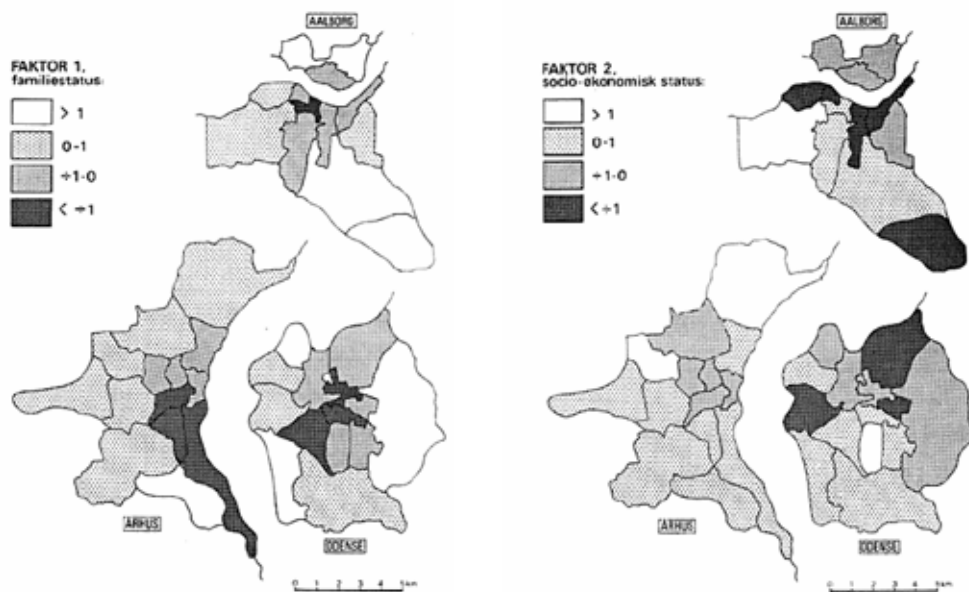 AALBORG
FAKTOR 1,
familiestatus:
> 1
0-1
÷1-0
< ÷1
ÅRHUS
ODENSE
0 1 2 3 4 5km
AALBORG
FAKTOR 2,
socio-økonomisk status:
> 1
0-1
÷1-0
< ÷1
ÅRHUS
ODENSE
0 1 2 3 4 5km